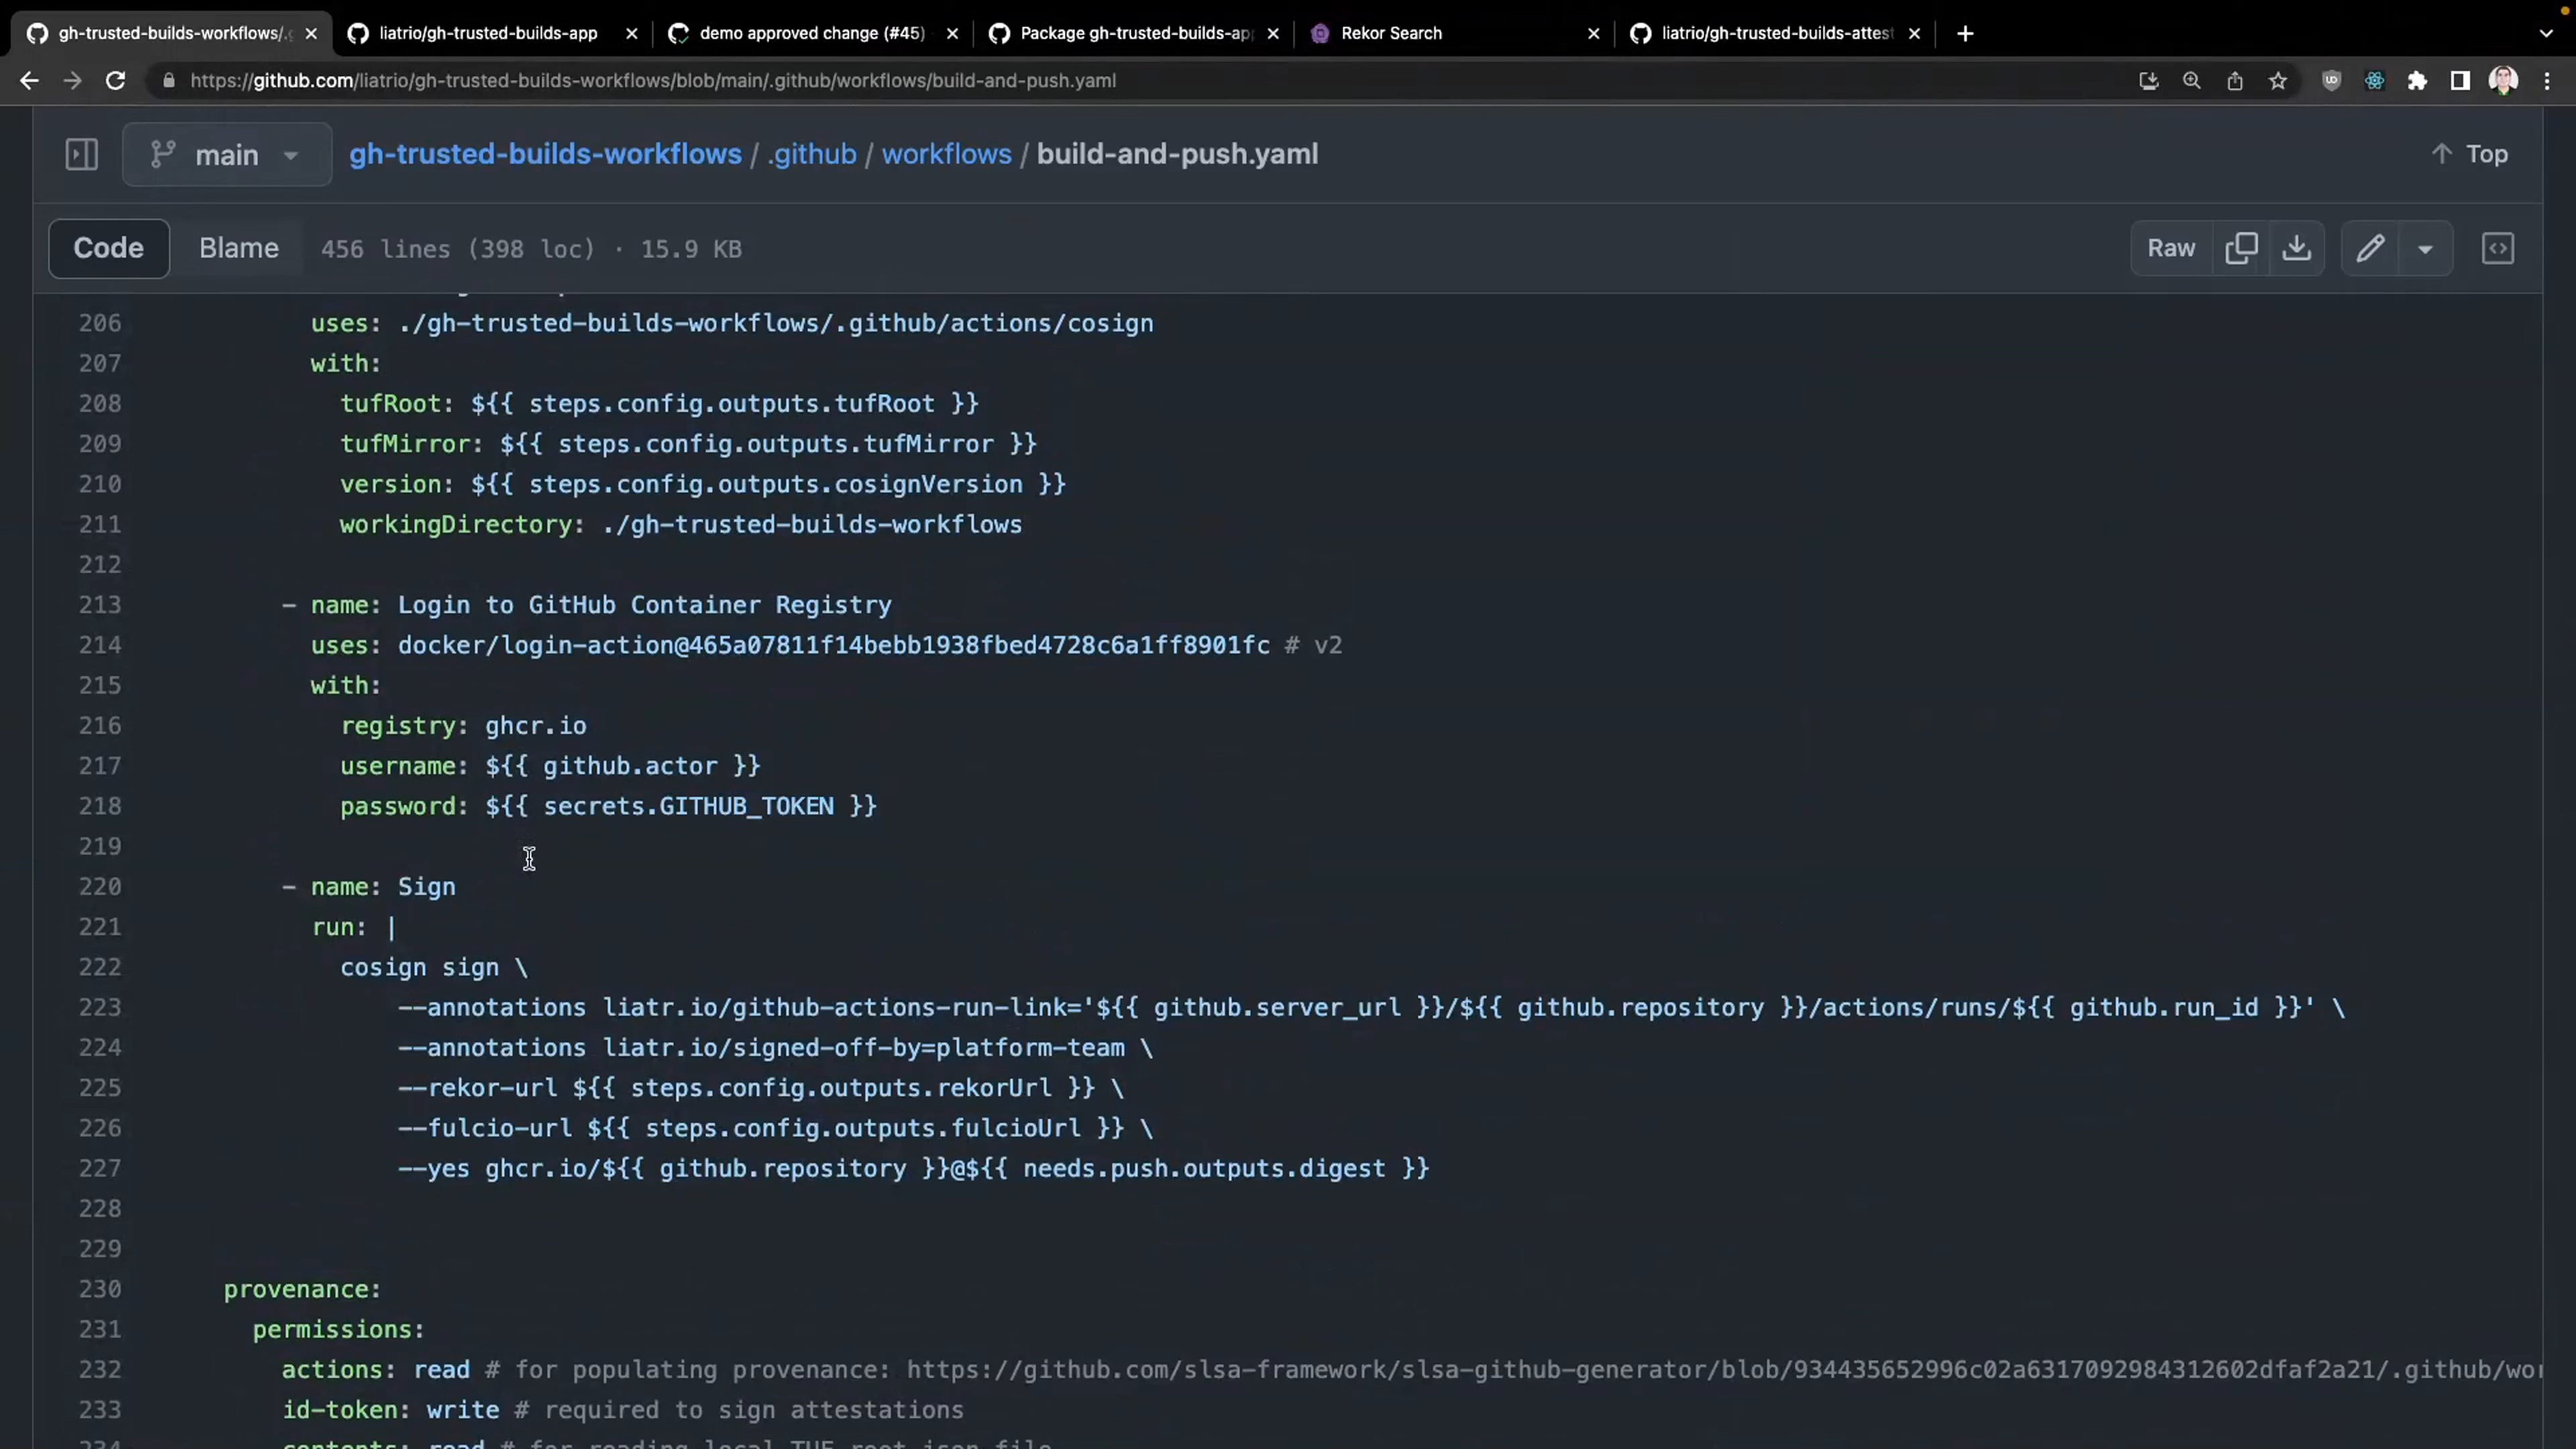 gh-trusted-builds-workflows/.g
liatrio/gh-trusted-builds-app
demo approved change (#45)
Package gh-trusted-builds-app
Rekor Search
liatrio/gh-trusted-builds-attest
https://github.com/liatrio/gh-trusted-builds-workflows/blob/main/.github/workflows/build-and-push.yaml
main
gh-trusted-builds-workflows / .github / workflows / build-and-push.yaml
Top
Code
Blame
456 lines (398 loc) · 15.9 KB
Raw
206 uses: ./gh-trusted-builds-workflows/.github/actions/cosign
207 with:
208 tufRoot: ${{ steps.config.outputs.tufRoot }}
209 tufMirror: ${{ steps.config.outputs.tufMirror }}
210 version: ${{ steps.config.outputs.cosignVersion }}
211 workingDirectory: ./gh-trusted-builds-workflows
212
213 - name: Login to GitHub Container Registry
214 uses: docker/login-action@465a07811f14bebb1938fbed4728c6a1ff8901fc # v2
215 with:
216 registry: ghcr.io
217 username: ${{ github.actor }}
218 password: ${{ secrets.GITHUB_TOKEN }}
219
220 - name: Sign
221 run: |
222 cosign sign \
223 --annotations liatr.io/github-actions-run-link='${{ github.server_url }}/${{ github.repository }}/actions/runs/${{ github.run_id }}' \
224 --annotations liatr.io/signed-off-by=platform-team \
225 --rekor-url ${{ steps.config.outputs.rekorUrl }} \
226 --fulcio-url ${{ steps.config.outputs.fulcioUrl }} \
227 --yes ghcr.io/${{ github.repository }}@${{ needs.push.outputs.digest }}
228
229
230 provenance:
231 permissions:
232 actions: read # for populating provenance: https://github.com/slsa-framework/slsa-github-generator/blob/934435652996c02a6317092984312602dfaf2a21/.github/wor
233 id-token: write # required to sign attestations
234 contents: read # for reading local TUF root.json file